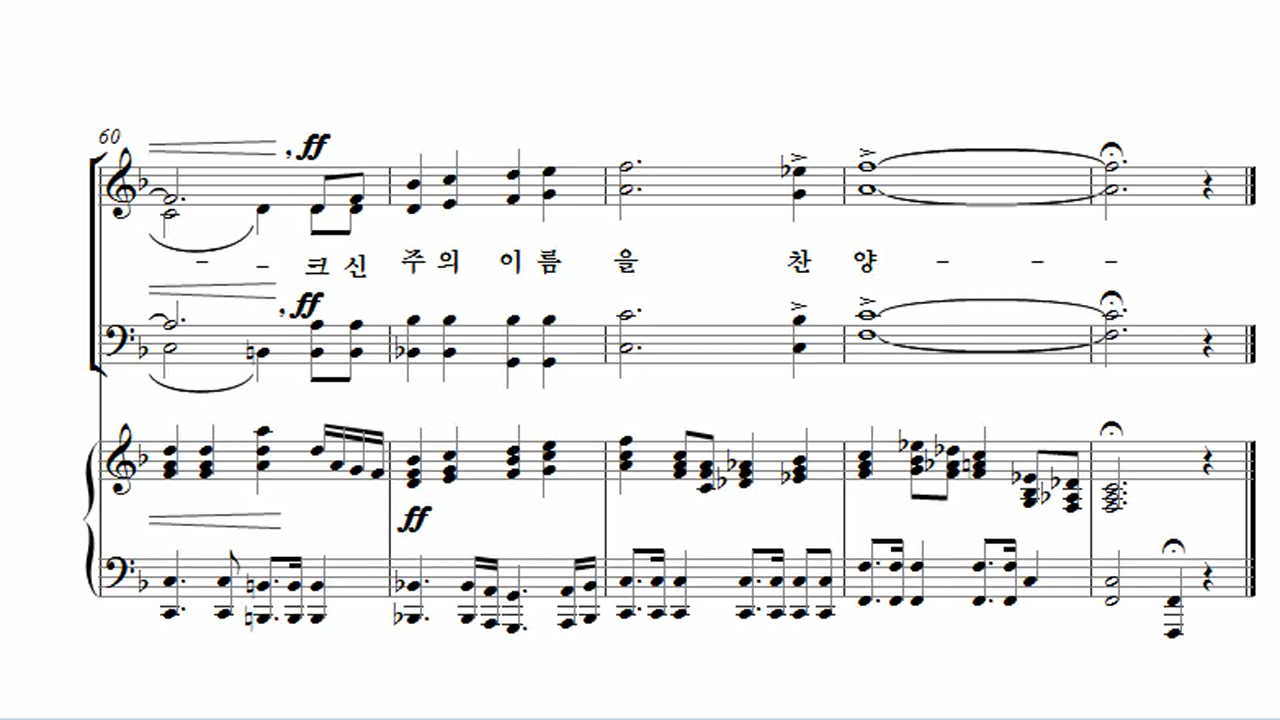 60
, ff
- - 크 신 주 의 이 름 을 찬 양 - - -
, ff
ff